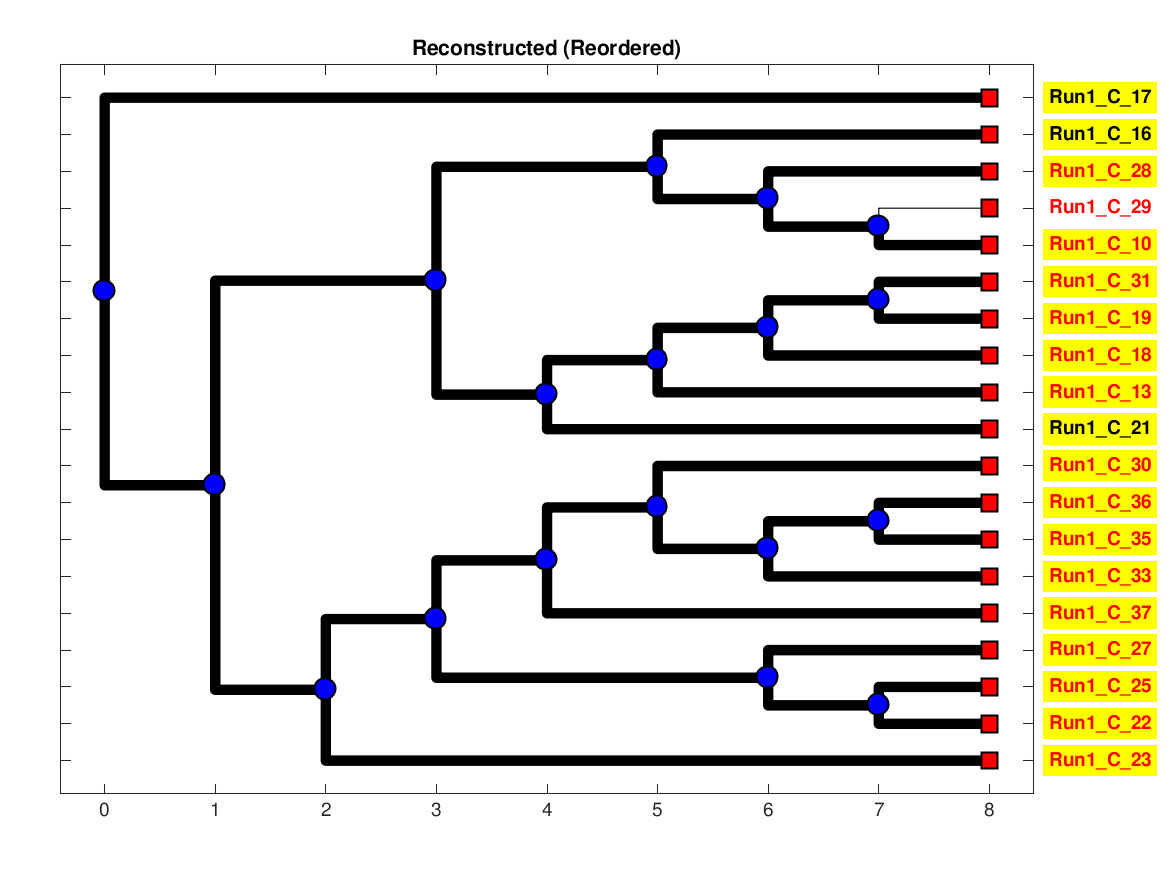 Reconstructed (Reordered)
Run1_C_17
Run1_C_16
Run1_C_28
Run1_C_29
Run1_C_10
Run1_C_31
Run1_C_19
Run1_C_18
Run1_C_13
Run1_C_21
Run1_C_30
Run1_C_36
Run1_C_35
Run1_C_33
Run1_C_37
Run1_C_27
Run1_C_25
Run1_C_22
Run1_C_23
0 1 2 3 4 5 6 7 8